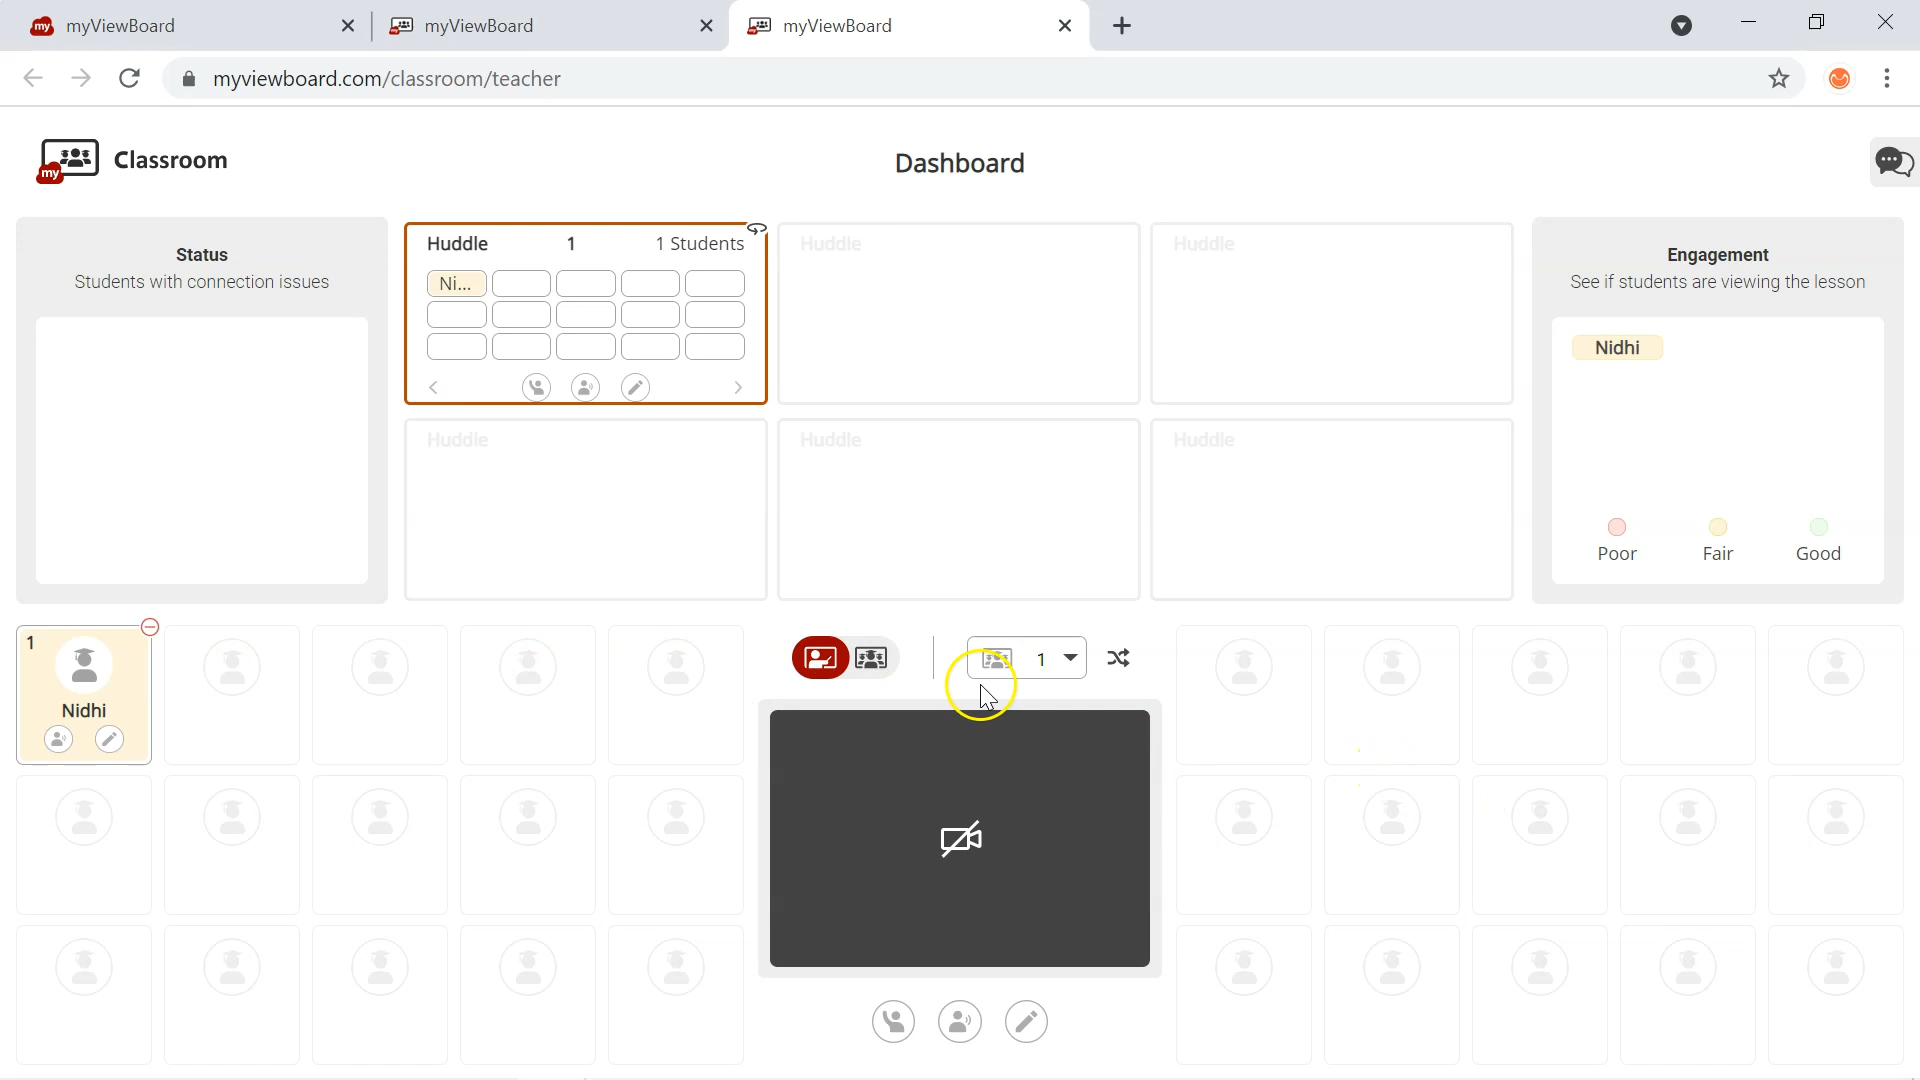 myViewBoard
myViewBoard
myViewBoard
myviewboard.com/classroom/teacher
my
Classroom
Dashboard
Status
Students with connection issues
Huddle 1 1 Students
Ni...
Huddle
Huddle
Huddle
Huddle
Huddle
Engagement
See if students are viewing the lesson
Nidhi
Poor Fair Good
1
Nidhi
1